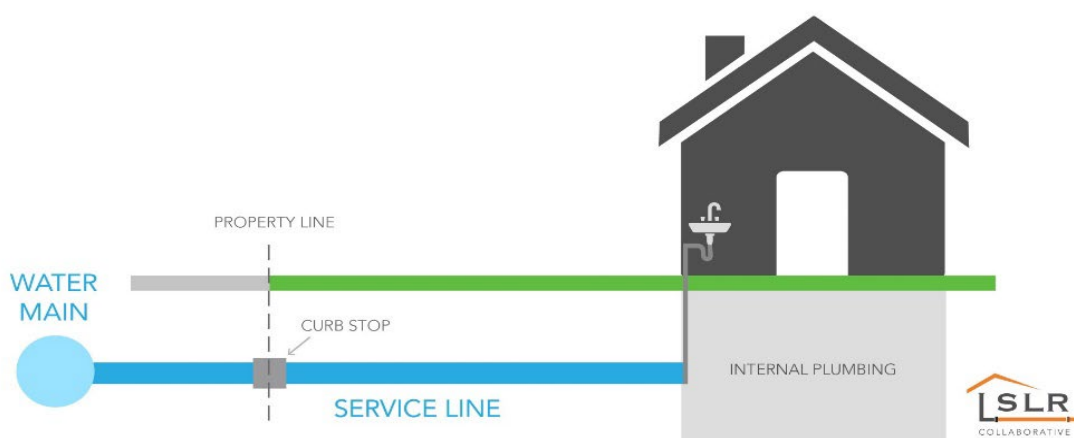 PROPERTY LINE
WATER
MAIN
CURB STOP
SERVICE LINE
INTERNAL PLUMBING
LSLR
COLLABORATIVE